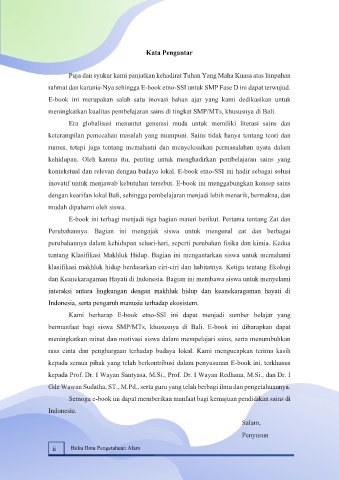 Kata Pengantar
Puja dan syukur kami panjatkan kehadirat Tuhan Yang Maha Kuasa atas limpahan
rahmat dan karunia-Nya sehingga E-book etno-SSI untuk SMP Fase D ini dapat terwujud.
E-book ini merupakan salah satu inovasi bahan ajar yang kami dedikasikan untuk
meningkatkan kualitas pembelajaran sains di tingkat SMP/MTs, khususnya di Bali.
Era globalisasi menuntut generasi muda untuk memiliki literasi sains dan
keterampilan pemecahan masalah yang mumpuni. Sains tidak hanya tentang teori dan
rumus, tetapi juga tentang memahami dan menyelesaikan permasalahan nyata dalam
kehidupan. Oleh karena itu, penting untuk menghadirkan pembelajaran sains yang
kontekstual dan relevan dengan budaya lokal. E-book etno-SSI ini hadir sebagai solusi
inovatif untuk menjawab kebutuhan tersebut. E-book ini menggabungkan konsep sains
dengan kearifan lokal Bali, sehingga pembelajaran menjadi lebih menarik, bermakna, dan
mudah dipahami oleh siswa.
E-book ini terbagi menjadi tiga bagian materi berikut. Pertama tentang Zat dan
Perubahannya. Bagian ini mengajak siswa untuk mengenal zat dan berbagai
perubahannya dalam kehidupan sehari-hari, seperti perubahan fisika dan kimia. Kedua
tentang Klasifikasi Makhluk Hidup. Bagian ini mengantarkan siswa untuk memahami
klasifikasi makhluk hidup berdasarkan ciri-ciri dan habitatnya. Ketiga tentang Ekologi
dan Keanekaragaman Hayati di Indonesia. Bagian ini membawa siswa untuk menyelami
interaksi antara lingkungan dengan makhluk hidup dan keanekaragaman hayati di
Indonesia, serta pengaruh manusia terhadap ekosistem.
Kami berharap E-book etno-SSI ini dapat menjadi sumber belajar yang
bermanfaat bagi siswa SMP/MTs, khususnya di Bali. E-book ini diharapkan dapat
meningkatkan minat dan motivasi siswa dalam mempelajari sains, serta menumbuhkan
rasa cinta dan penghargaan terhadap budaya lokal. Kami mengucapkan terima kasih
kepada semua pihak yang telah berkontribusi dalam penyusunan E-book ini, terkhusus
kepada Prof. Dr. I Wayan Santyasa, M.Si., Prof. Dr. I Wayan Redhana, M.Si., dan Dr. I
Gde Wawan Sudatha, ST., M.Pd., serta guru yang telah berbagi ilmu dan pengetahuannya.
Semoga e-book ini dapat memberikan manfaat bagi kemajuan pendidikan sains di
Indonesia.
Salam,
Penyusun
ii Buku Ilmu Pengetahuan Alam